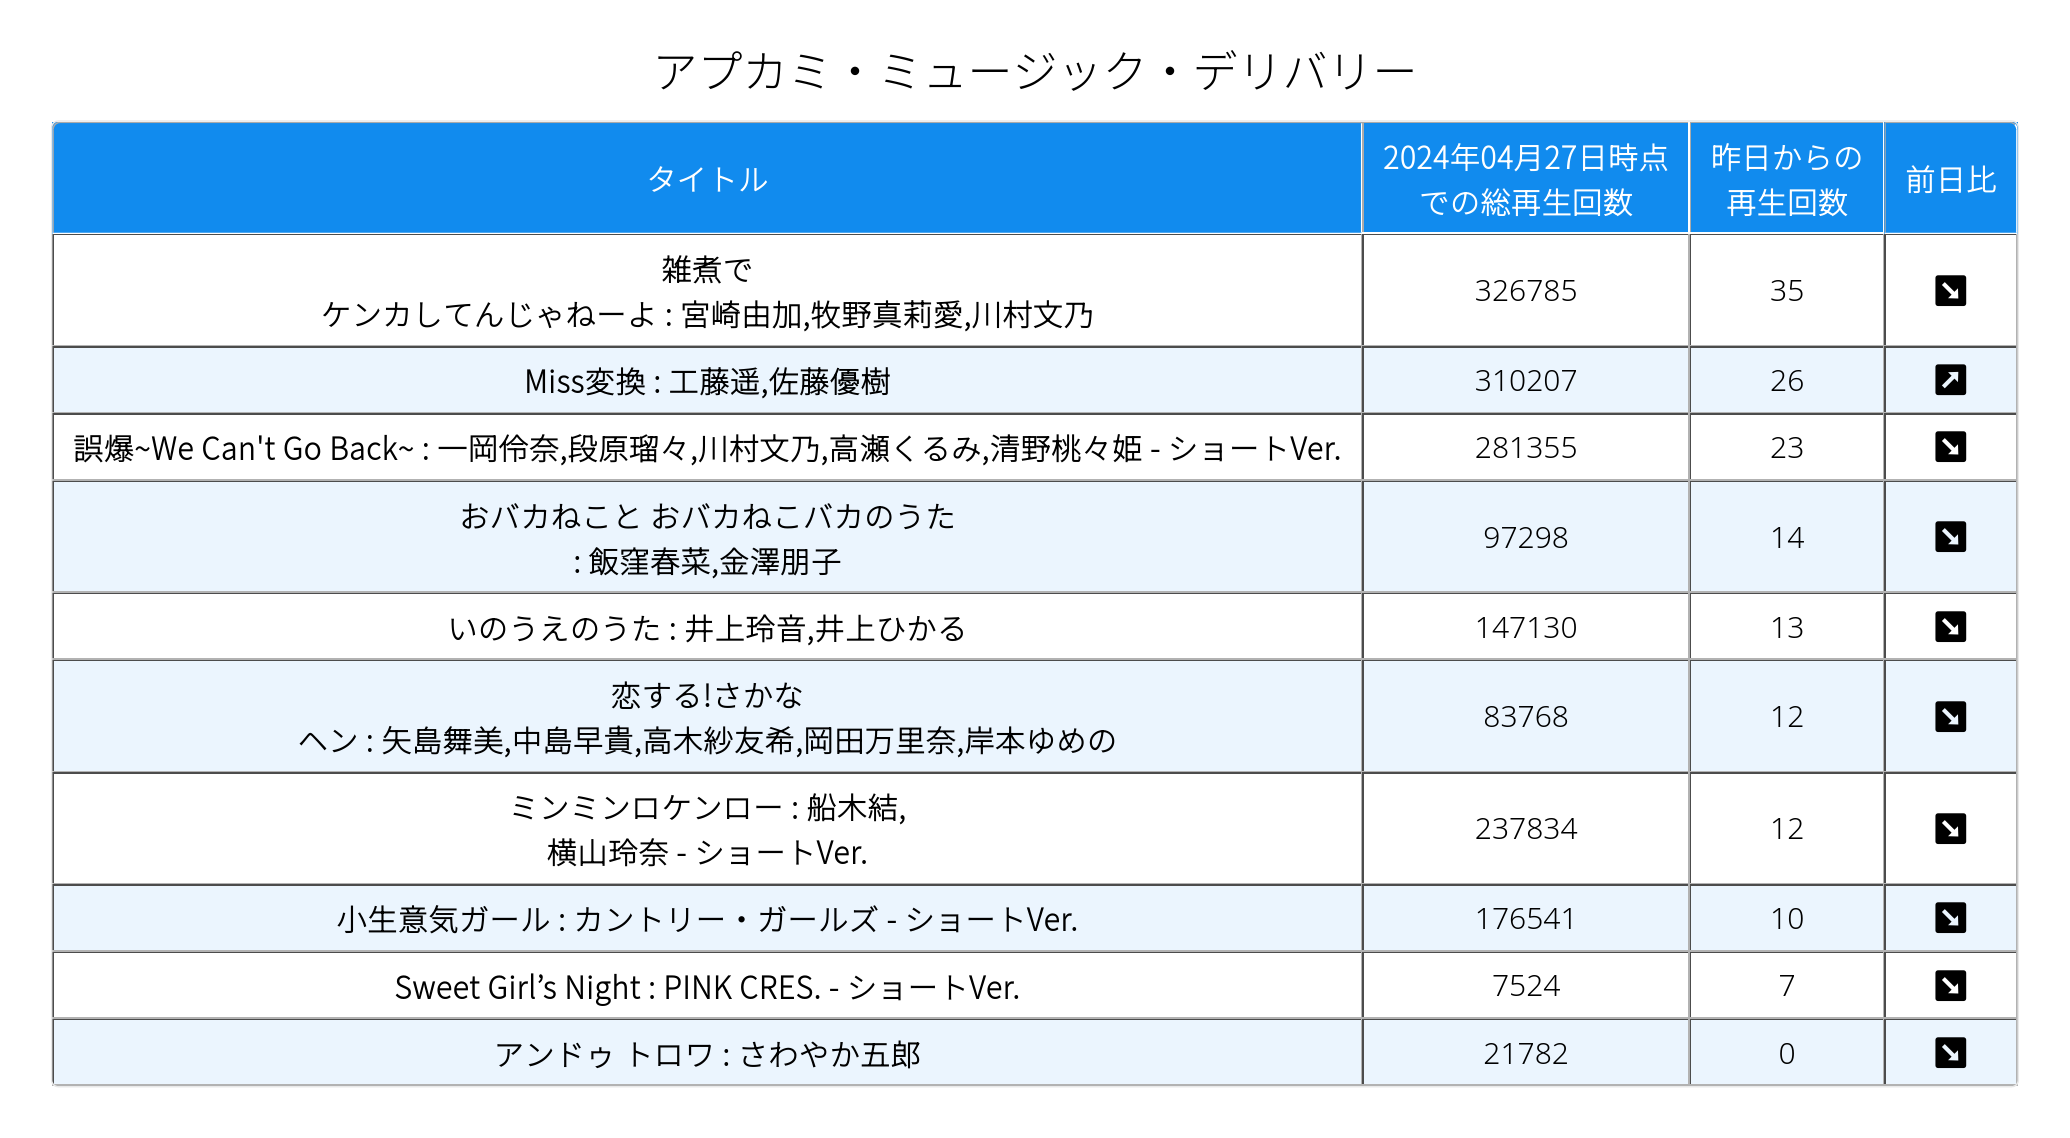 アプカミ・ミュージック・デリバリー
タイトル
2024年04月27日時点
での総再生回数
昨日からの
再生回数
前日比
雑煮で
ケンカしてんじゃねーよ : 宮崎由加,牧野真莉愛,川村文乃
326785
35
Miss変換 : 工藤遥,佐藤優樹
310207
26
誤爆~We Can't Go Back~ : 一岡伶奈,段原瑠々,川村文乃,高瀬くるみ,清野桃々姫 - ショートVer.
281355
23
おバカねこと おバカねこバカのうた
: 飯窪春菜,金澤朋子
97298
14
いのうえのうた : 井上玲音,井上ひかる
147130
13
恋する!さかな
ヘン : 矢島舞美,中島早貴,高木紗友希,岡田万里奈,岸本ゆめの
83768
12
ミンミンロケンロー : 船木結,
横山玲奈 - ショートVer.
237834
12
小生意気ガール : カントリー・ガールズ - ショートVer.
176541
10
Sweet Girl’s Night : PINK CRES. - ショートVer.
7524
7
アンドゥ トロワ : さわやか五郎
21782
0